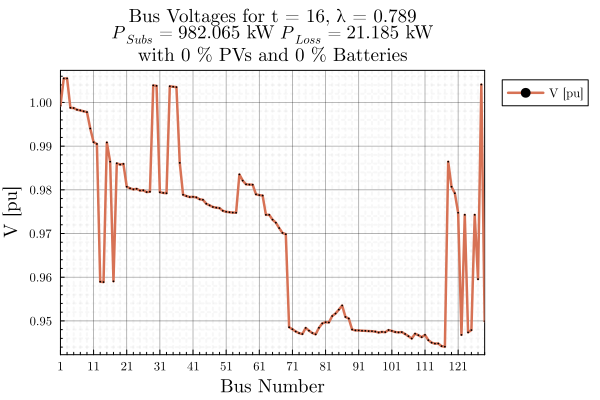 Bus Voltages for t = 16, λ = 0.789
P_Subs = 982.065 kW P_Loss = 21.185 kW
with 0 % PVs and 0 % Batteries
V [pu]
1.00
0.99
0.98
0.97
0.96
0.95
V [pu]
1 11 21 31 41 51 61 71 81 91 101 111 121
Bus Number